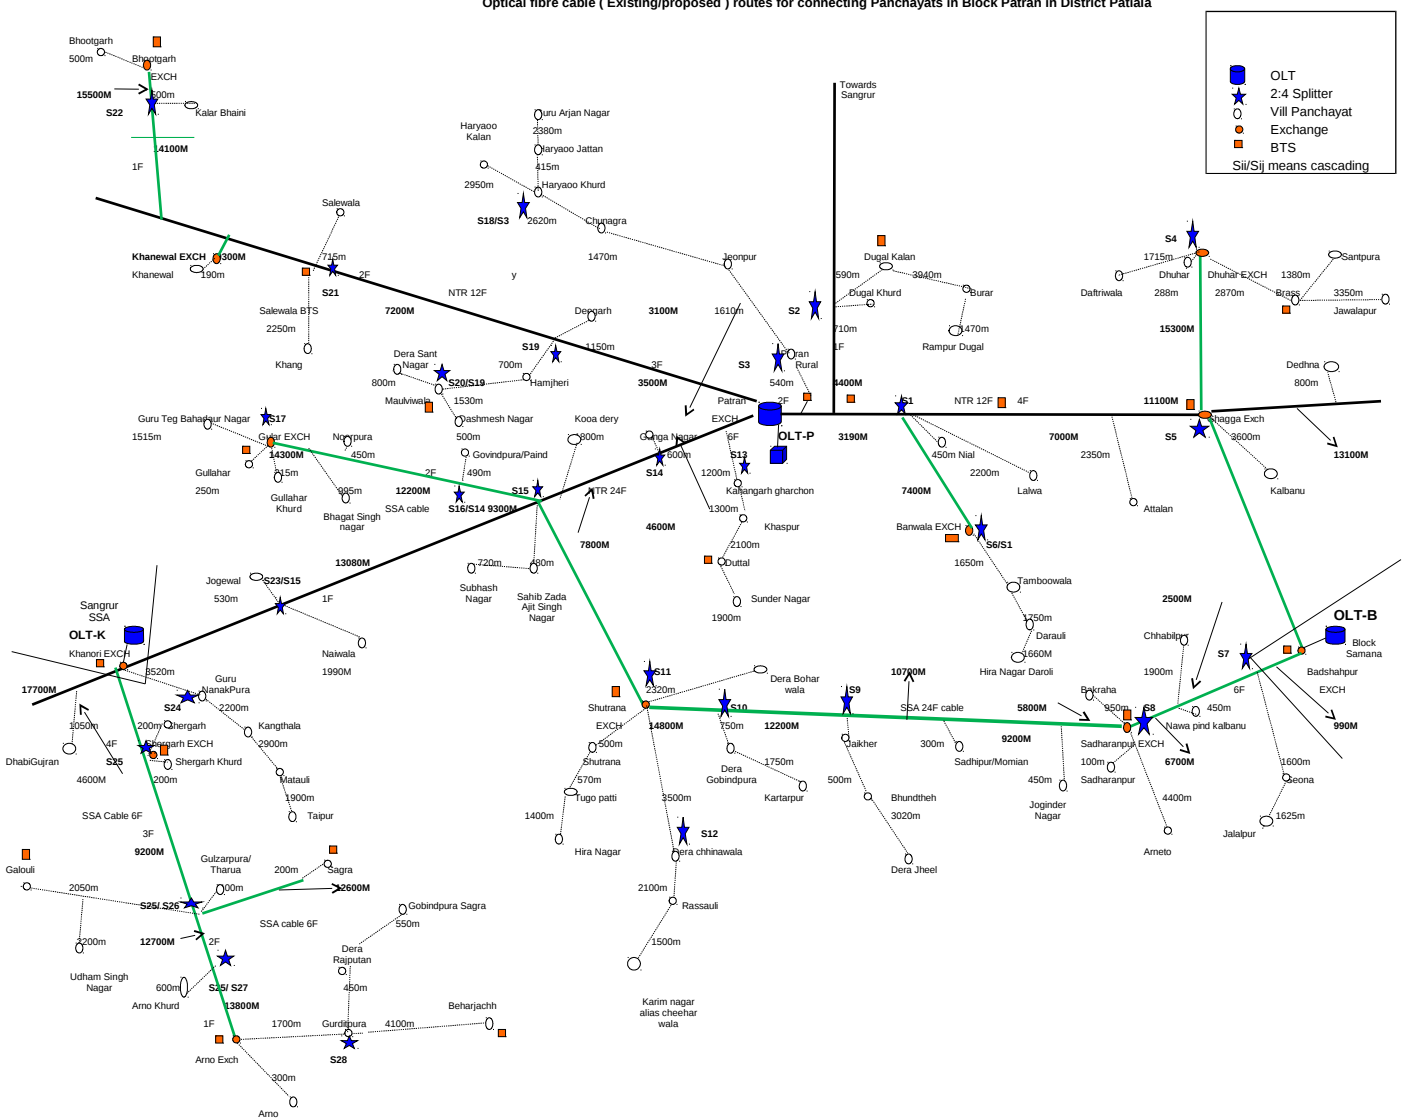 Optical fibre cable ( Existing/proposed ) routes for connecting Panchayats in Block Patran in District Patiala
OLT
2:4 Splitter
Vill Panchayat
Exchange
BTS
Sii/Sij means cascading
Bhootgarh
500m
Bhootgarh
EXCH
500m
15500M
S22
Kalar Bhaini
14100M
1F
Towards
Sangrur
Guru Arjan Nagar
2380m
Haryaoo
Kalan
Haryaoo Jattan
415m
2950m
Haryaoo Khurd
S18/S3
2620m
Chunagra
1470m
Jeonpur
1610m
Salewala
715m
2F
S21
Khanewal EXCH
300M
Khanewal
190m
Salewala BTS
2250m
Khang
7200M
NTR 12F
y
3100M
Deogarh
1150m
S19
700m
Hamjheri
3F
3500M
Dera Sant
Nagar
800m
S20/S19
Maulviwala
1530m
Dashmesh Nagar
500m
S2
590m
Dugal Kalan
3940m
Dugal Khurd
Burar
1470m
Rampur Dugal
710m
1F
S3
Patran
Rural
540m
4400M
Patran
EXCH
2F
6F
OLT-P
S4
1715m
Dhuhar
Dhuhar EXCH
1380m
Santpura
Daftriwala
288m
2870m
Brass
3350m
Jawalapur
15300M
Dedhna
800m
S1
NTR 12F
4F
11100M
S5
Shagga Exch
3600m
13100M
3190M
7000M
2350m
Kalbanu
450m Nial
2200m
Lalwa
Attalan
7400M
Guru Teg Bahadaur Nagar
S17
1515m
Gular EXCH
14300M
Noorpura
450m
Gullahar
250m
915m
Gullahar
Khurd
995m
Bhagat Singh
nagar
2F
12200M
SSA cable
Govindpura/Paind
490m
S16/S14
9300M
S15
Kooa dery
800m
NTR 24F
Ganga Nagar
600m
S14
S13
1200m
Kahangarh gharchon
1300m
Khaspur
2100m
Duttal
Sunder Nagar
1900m
4600M
7800M
13080M
720m
Subhash
Nagar
480m
Sahib Zada
Ajit Singh
Nagar
Banwala EXCH
S6/S1
1650m
Tamboowala
1750m
Darauli
1660M
Hira Nagar Daroli
2500M
Chhabilpur
1900m
OLT-B
Block
Samana
S7
Badshahpur
EXCH
6F
990M
Jogewal
530m
S23/S15
1F
Naiwala
1990M
Sangrur
SSA
OLT-K
Khanori EXCH
17700M
3520m
Guru
NanakPura
2200m
S24
1050m
DhabiGujran
200m
Shergarh
4F
Shergarh EXCH
S25
Shergarh Khurd
200m
4600M
Kangthala
2900m
Matauli
1900m
Taipur
SSA Cable 6F
3F
9200M
S11
2320m
Dera Bohar
wala
Shutrana
EXCH
14800M
S10
750m
12200M
S9
10700M
SSA 24F cable
5800M
Bakraha
950m
S8
450m
Nawa pind kalbanu
9200M
Sadharanpur EXCH
6700M
500m
Shutrana
570m
Tugo patti
1400m
Hira Nagar
Dera
Gobindpura
1750m
Kartarpur
Jaikher
500m
Bhundtheh
3020m
Dera Jheel
300m
Sadhipur/Momian
450m
Joginder
Nagar
100m
Sadharanpur
4400m
Arneto
1600m
Geona
1625m
Jalalpur
3500m
S12
Dera chhinawala
2100m
Rassauli
1500m
Karim nagar
alias cheehar
wala
Galouli
2050m
Gulzarpura/
Tharua
200m
Sagra
12600M
S25/ S26
SSA cable 6F
2200m
Udham Singh
Nagar
12700M
2F
600m
Arno Khurd
S25/ S27
13800M
Gobindpura Sagra
550m
Dera
Rajputan
450m
1F
1700m
Gurditpura
4100m
Beharjachh
S28
Arno Exch
300m
Arno